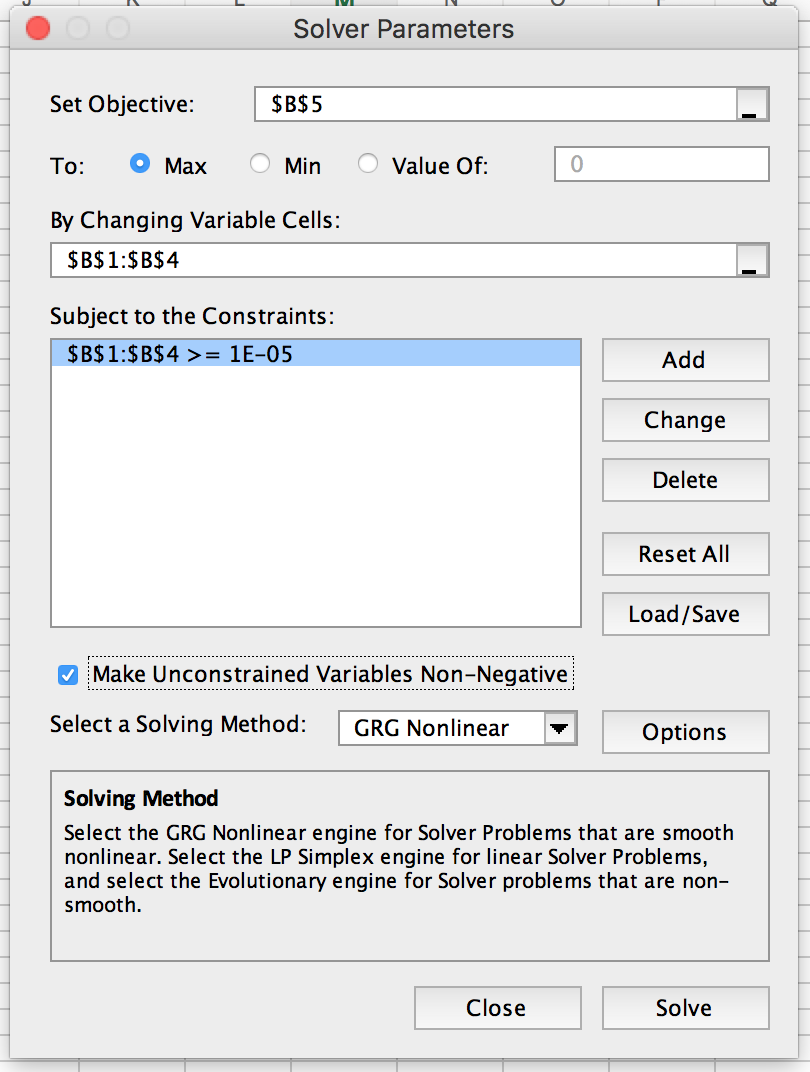 Solver Parameters
Set Objective: $B$5
To: Max Min Value Of: 0
By Changing Variable Cells:
$B$1:$B$4
Subject to the Constraints:
$B$1:$B$4 >= 1E-05
Add
Change
Delete
Reset All
Load/Save
Make Unconstrained Variables Non-Negative
Select a Solving Method: GRG Nonlinear Options
Solving Method
Select the GRG Nonlinear engine for Solver Problems that are smooth
nonlinear. Select the LP Simplex engine for linear Solver Problems,
and select the Evolutionary engine for Solver problems that are non-
smooth.
Close Solve